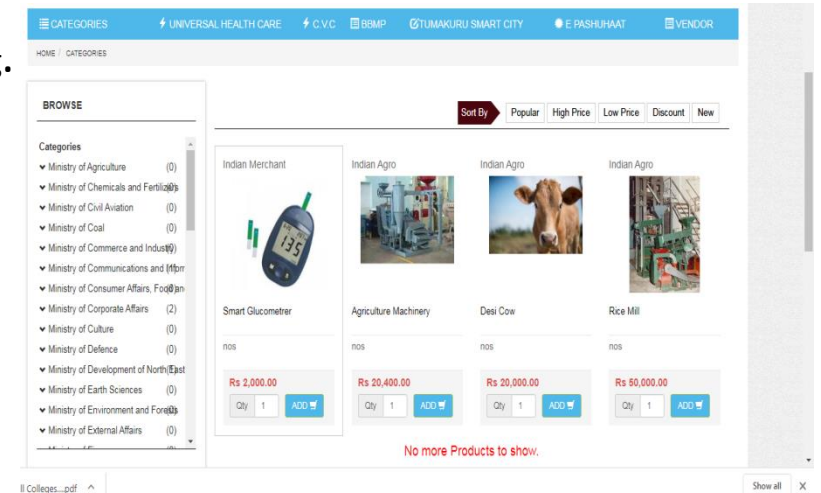 g.
CATEGORIES UNIVERSAL HEALTH CARE C.V.C BBMP TUMAKURU SMART CITY E PASHUHAAT VENDOR
HOME / CATEGORIES
BROWSE
Sort By Popular High Price Low Price Discount New
Categories
Ministry of Agriculture (0)
Ministry of Chemicals and Fertilizers
Ministry of Civil Aviation (0)
Ministry of Coal (0)
Ministry of Commerce and Industry
Ministry of Communications and
Ministry of Consumer Affairs,
Ministry of Corporate Affairs (2)
Ministry of Culture (0)
Ministry of Defence (0)
Ministry of Development of North
Ministry of Earth Sciences (0)
Ministry of Environment and Forests
Ministry of External Affairs (0)
Indian Merchant Indian Agro Indian Agro Indian Agro
135
Smart Glucometrer Agriculture Machinery Desi Cow Rice Mill
nos nos nos nos
Rs 2,000.00 Rs 20,400.00 Rs 20,000.00 Rs 50,000.00
Qty 1 ADD Qty 1 ADD Qty 1 ADD Qty 1 ADD
No more Products to show.
ll Colleges....pdf Show all X